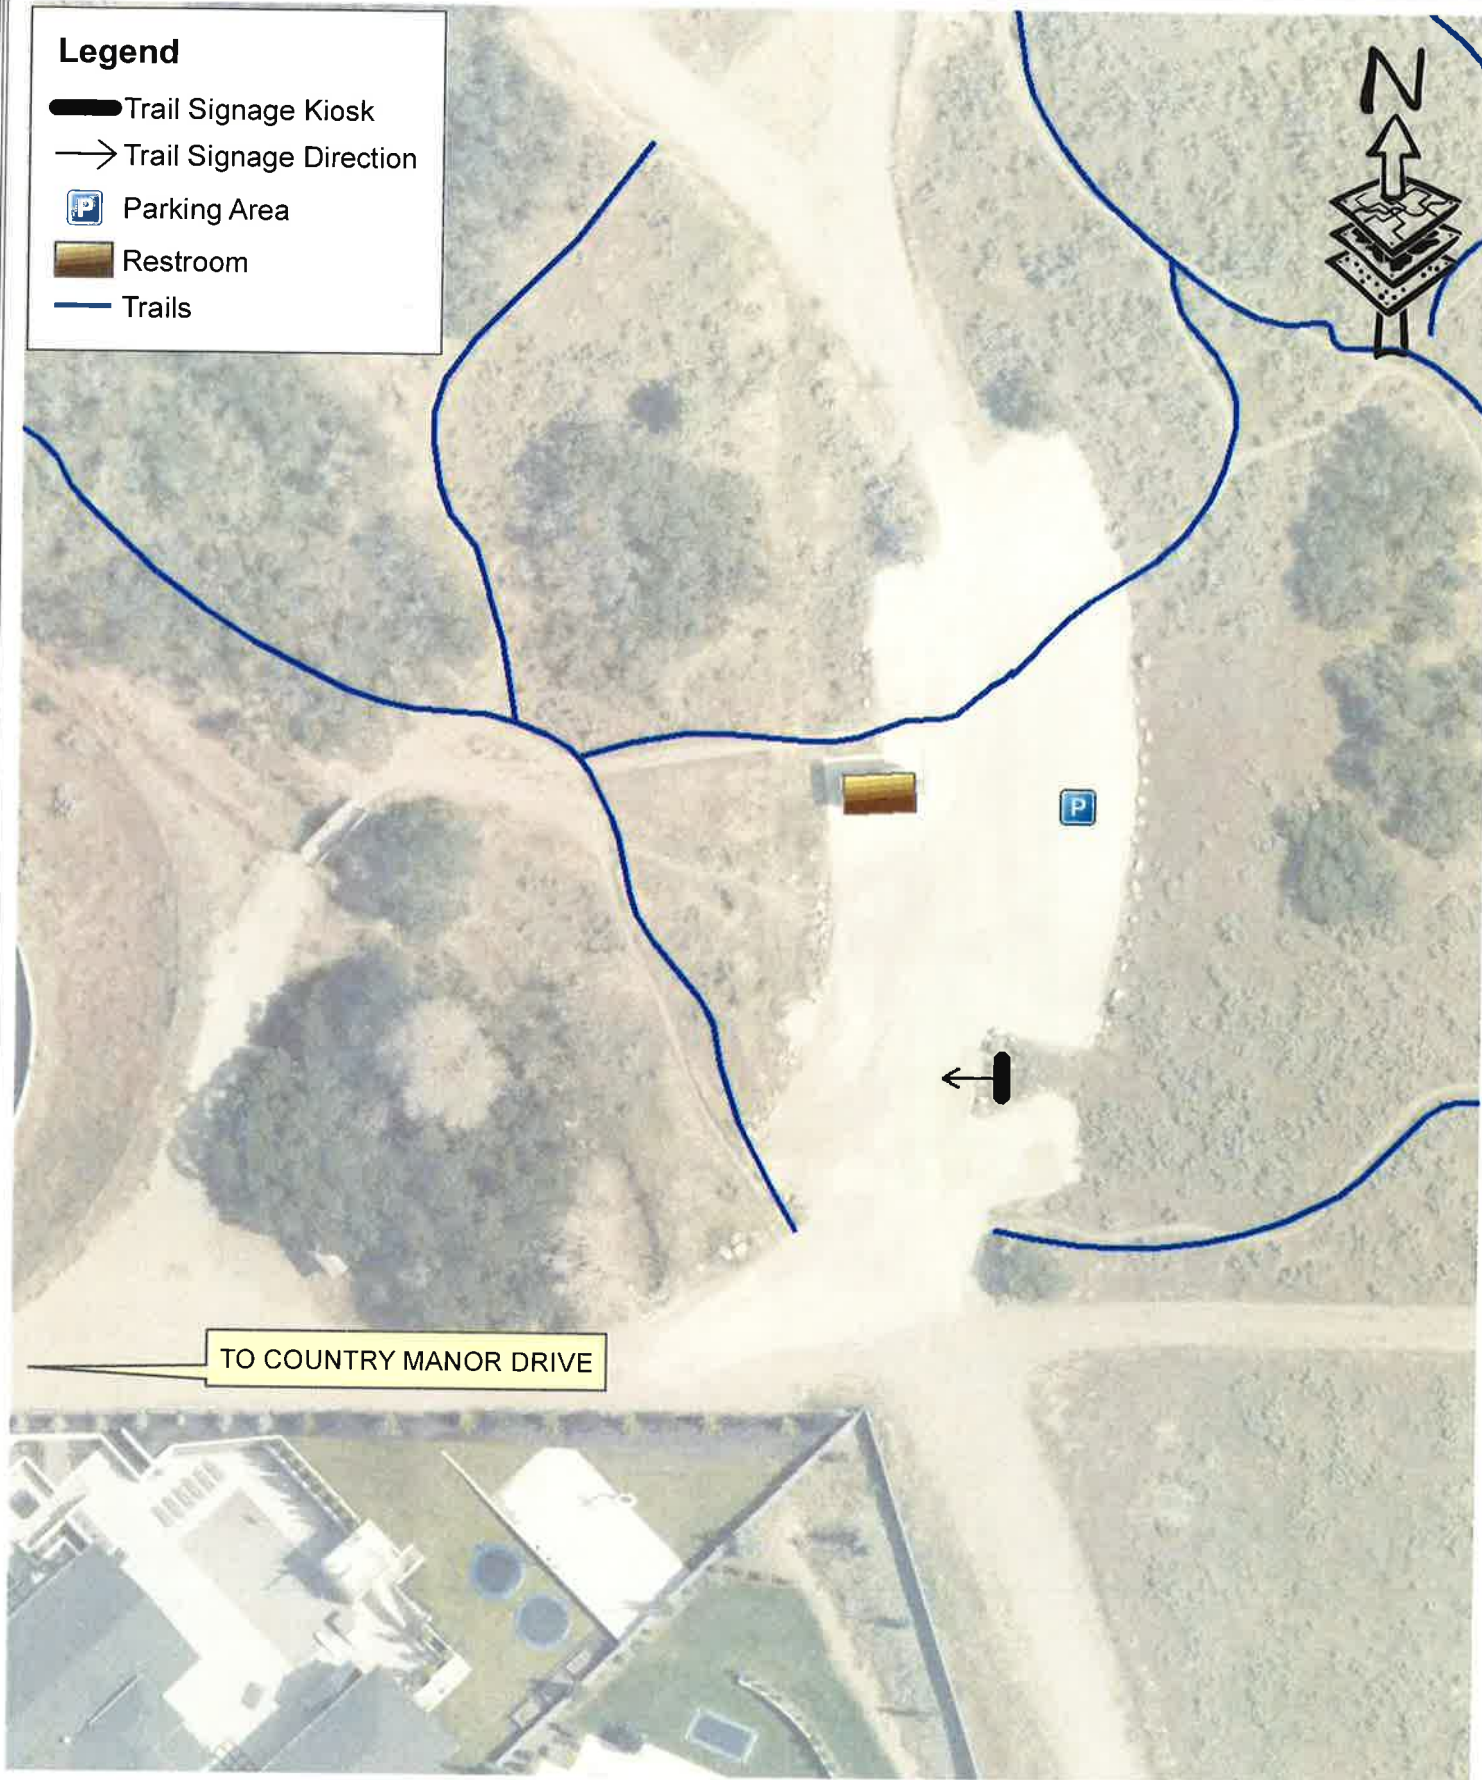 Legend
Trail Signage Kiosk
Trail Signage Direction
P Parking Area
Restroom
Trails
N
P
TO COUNTRY MANOR DRIVE